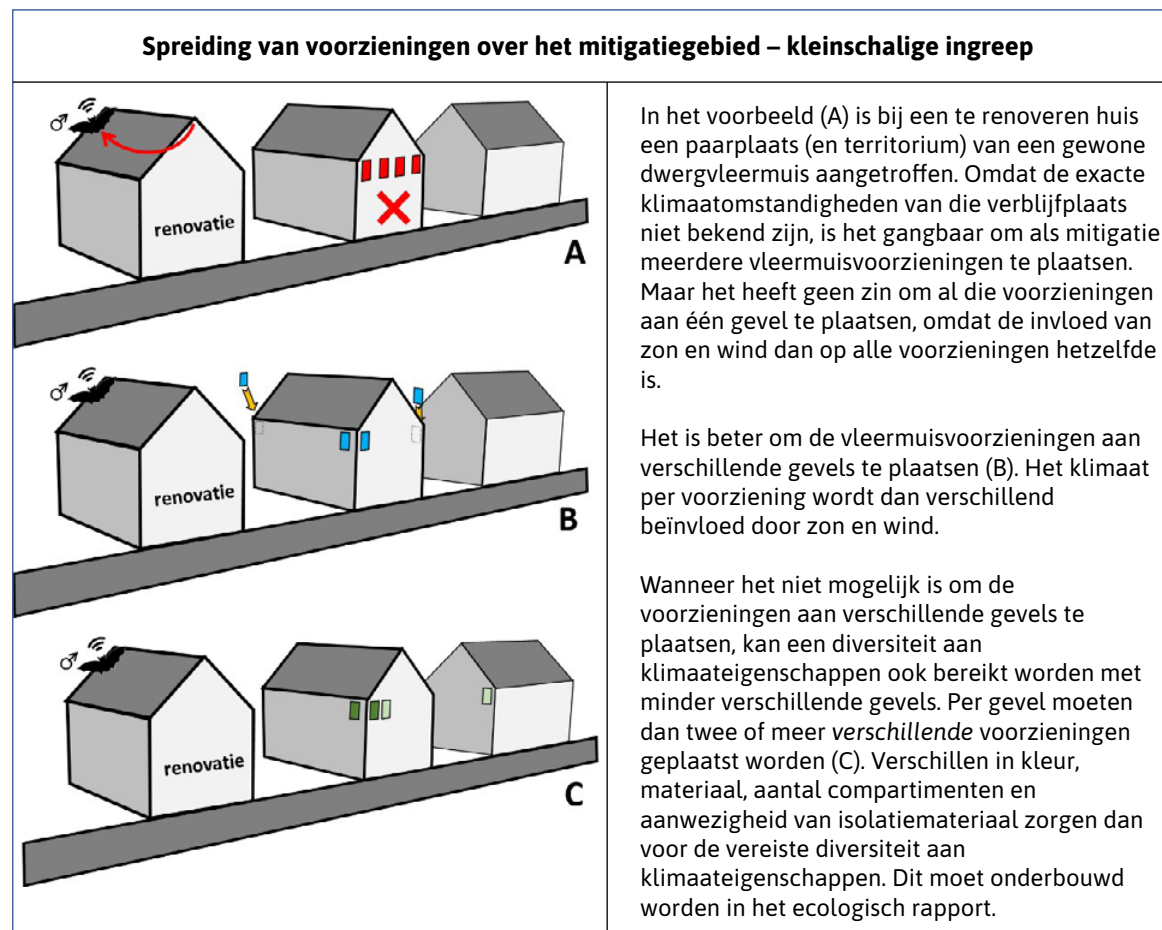 Spreiding van voorzieningen over het mitigatiegebied – kleinschalige ingreep
♂
renovatie
A
♂
renovatie
B
♂
renovatie
C
In het voorbeeld (A) is bij een te renoveren huis
een paarplaats (en territorium) van een gewone
dwergvleermuis aangetroffen. Omdat de exacte
klimaatomstandigheden van die verblijfplaats
niet bekend zijn, is het gangbaar om als mitigatie
meerdere vleermuisvoorzieningen te plaatsen.
Maar het heeft geen zin om al die voorzieningen
aan één gevel te plaatsen, omdat de invloed van
zon en wind dan op alle voorzieningen hetzelfde
is.
Het is beter om de vleermuisvoorzieningen aan
verschillende gevels te plaatsen (B). Het klimaat
per voorziening wordt dan verschillend
beïnvloed door zon en wind.
Wanneer het niet mogelijk is om de
voorzieningen aan verschillende gevels te
plaatsen, kan een diversiteit aan
klimaateigenschappen ook bereikt worden met
minder verschillende gevels. Per gevel moeten
dan twee of meer verschillende voorzieningen
geplaatst worden (C). Verschillen in kleur,
materiaal, aantal compartimenten en
aanwezigheid van isolatiemateriaal zorgen dan
voor de vereiste diversiteit aan
klimaateigenschappen. Dit moet onderbouwd
worden in het ecologisch rapport.